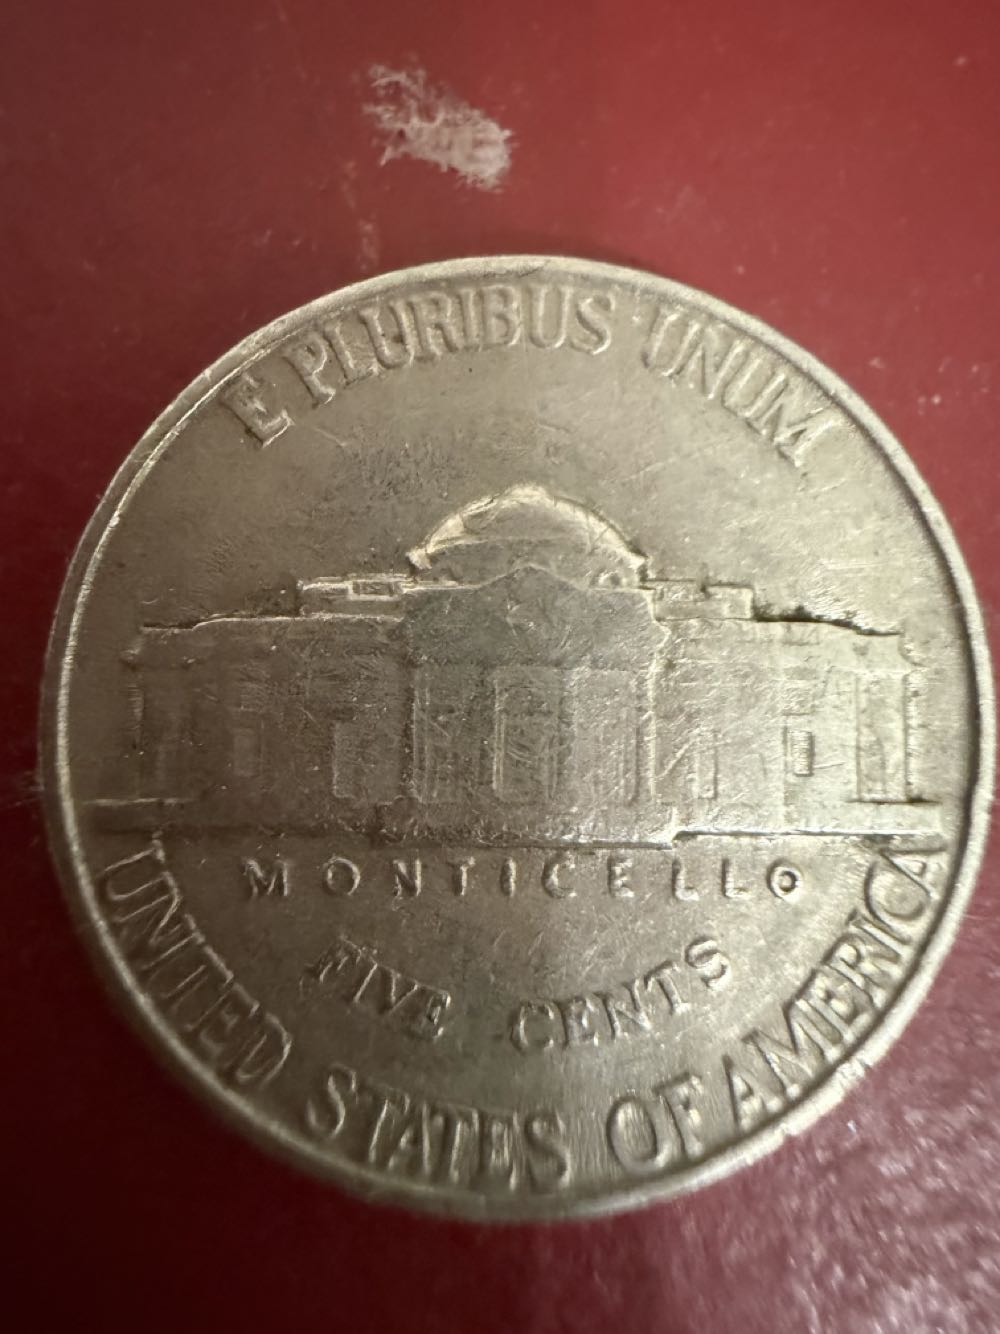 E PLURIBUS UNUM
MONTICELLO
FIVE CENTS
UNITED STATES OF AMERICA